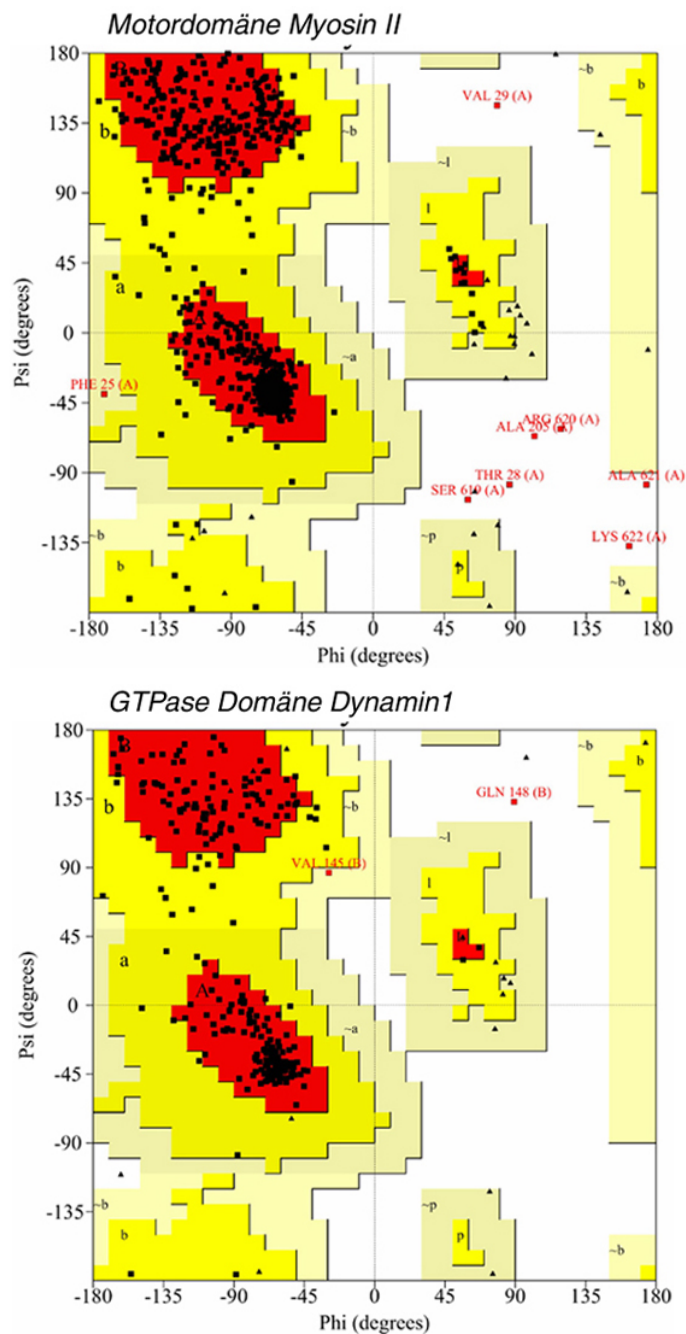 Motordomäne Myosin II
180
135
90
45
0
-45
-90
-135
Psi (degrees)
B
b
~b
~b
b
VAL 29 (A)
~l
l
a
A
~a
PHE 25 (A)
ARG 620 (A)
ALA 205 (A)
THR 28 (A)
ALA 621 (A)
SER 619 (A)
LYS 622 (A)
~b
b
~p
p
~b
-180 -135 -90 -45 0 45 90 135 180
Phi (degrees)
GTPase Domäne Dynamin1
180
135
90
45
0
-45
-90
-135
Psi (degrees)
B
b
~b
~b
b
GLN 148 (B)
VAL 145 (B)
~l
l
a
A
~a
~b
b
~p
p
~b
-180 -135 -90 -45 0 45 90 135 180
Phi (degrees)